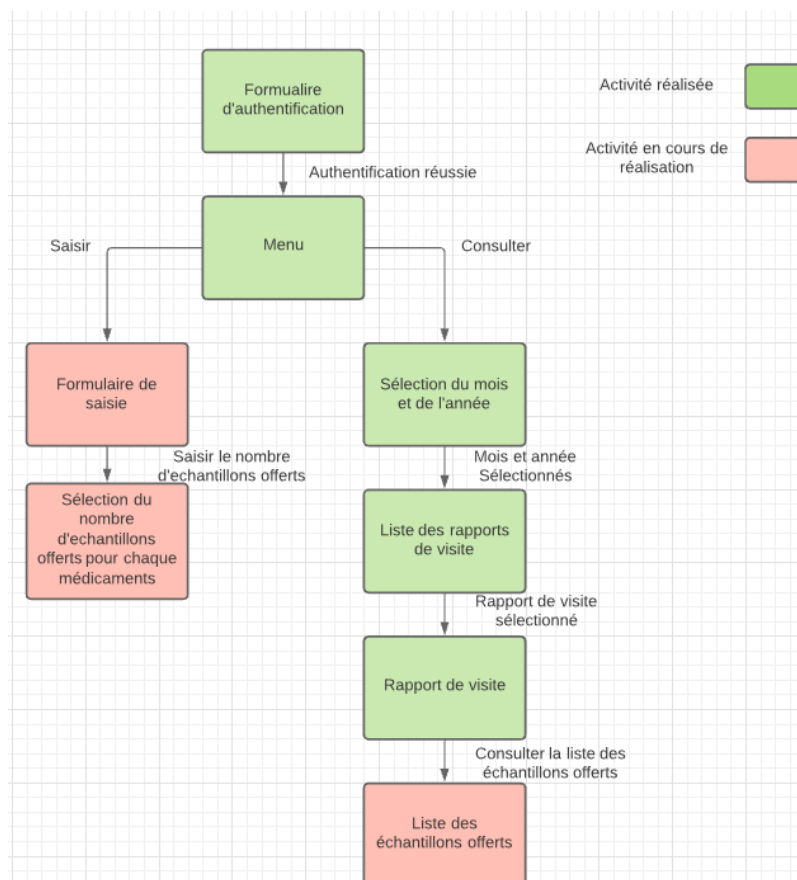 Formualire
d'authentification
Activité réalisée
Activité en cours de
réalisation
Authentification réussie
Saisir
Menu
Consulter
Formulaire de
saisie
Sélection du mois
et de l'année
Saisir le nombre
d'echantillons offerts
Mois et année
Sélectionnés
Sélection du
nombre
d'echantillons
offerts pour chaque
médicaments
Liste des rapports
de visite
Rapport de visite
sélectionné
Rapport de visite
Consulter la liste des
échantillons offerts
Liste des
échantillons offerts